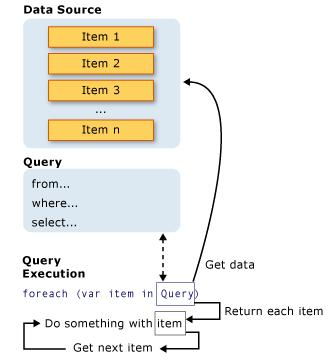 Data Source
Item 1
Item 2
Item 3
...
Item n
Query
from...
where...
select...
Query
Execution
Get data
foreach (var item in Query)
Return each item
Do something with item
Get next item